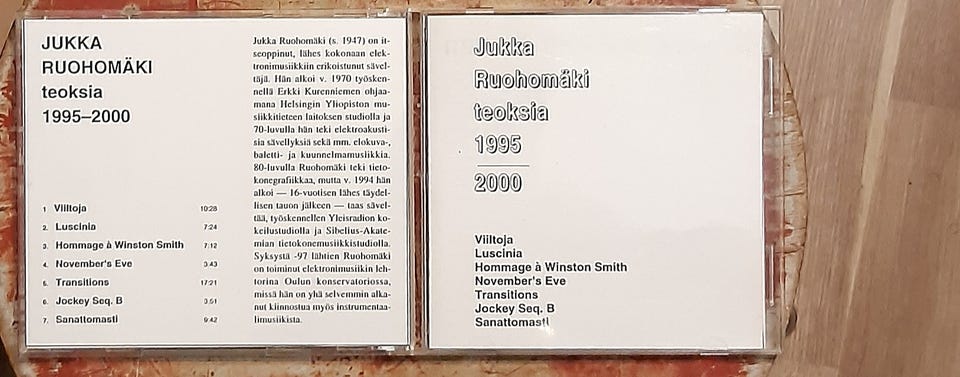 JUKKA
RUOHOMÄKI
teoksia
1995–2000
1. Viiltoja 10:28
2. Luscinia 7:24
3. Hommage à Winston Smith 7:12
4. November's Eve 3:43
5. Transitions 17:21
6. Jockey Seq. B 3:51
7. Sanattomasti 9:42
Jukka Ruohomäki (s. 1947) on it-
seoppinut, lähes kokonaan elek-
tronimusiikkiin erikoistunut sävel-
täjä. Hän alkoi v. 1970 työsken-
nellä Erkki Kurenniemen ohjaa-
mana Helsingin Yliopiston mu-
siikkitieteen laitoksen studiolla ja
70-luvulla hän teki elektroakusti-
sia sävellyksiä sekä mm. elokuva-,
baletti- ja kuunnelmamusiikkia.
80-luvulla Ruohomäki teki tieto-
konegrafiikkaa, mutta v. 1994 hän
alkoi — 16-vuotisen lähes täydel-
lisen tauon jälkeen — taas sävel-
tää, työskennellen Yleisradion ko-
keilustudiolla ja Sibelius-Akate-
mian tietokonemusiikkistudiolla.
Syksystä -97 lähtien Ruohomäki
on toiminut elektronimusiikin leh-
torina Oulun konservatoriossa,
missä hän on yhä selvemmin alka-
nut kiinnostua myös instrumentaa-
limusiikista.
Jukka
Ruohomäki
teoksia
1995
2000
Viiltoja
Luscinia
Hommage à Winston Smith
November's Eve
Transitions
Jockey Seq. B
Sanattomasti